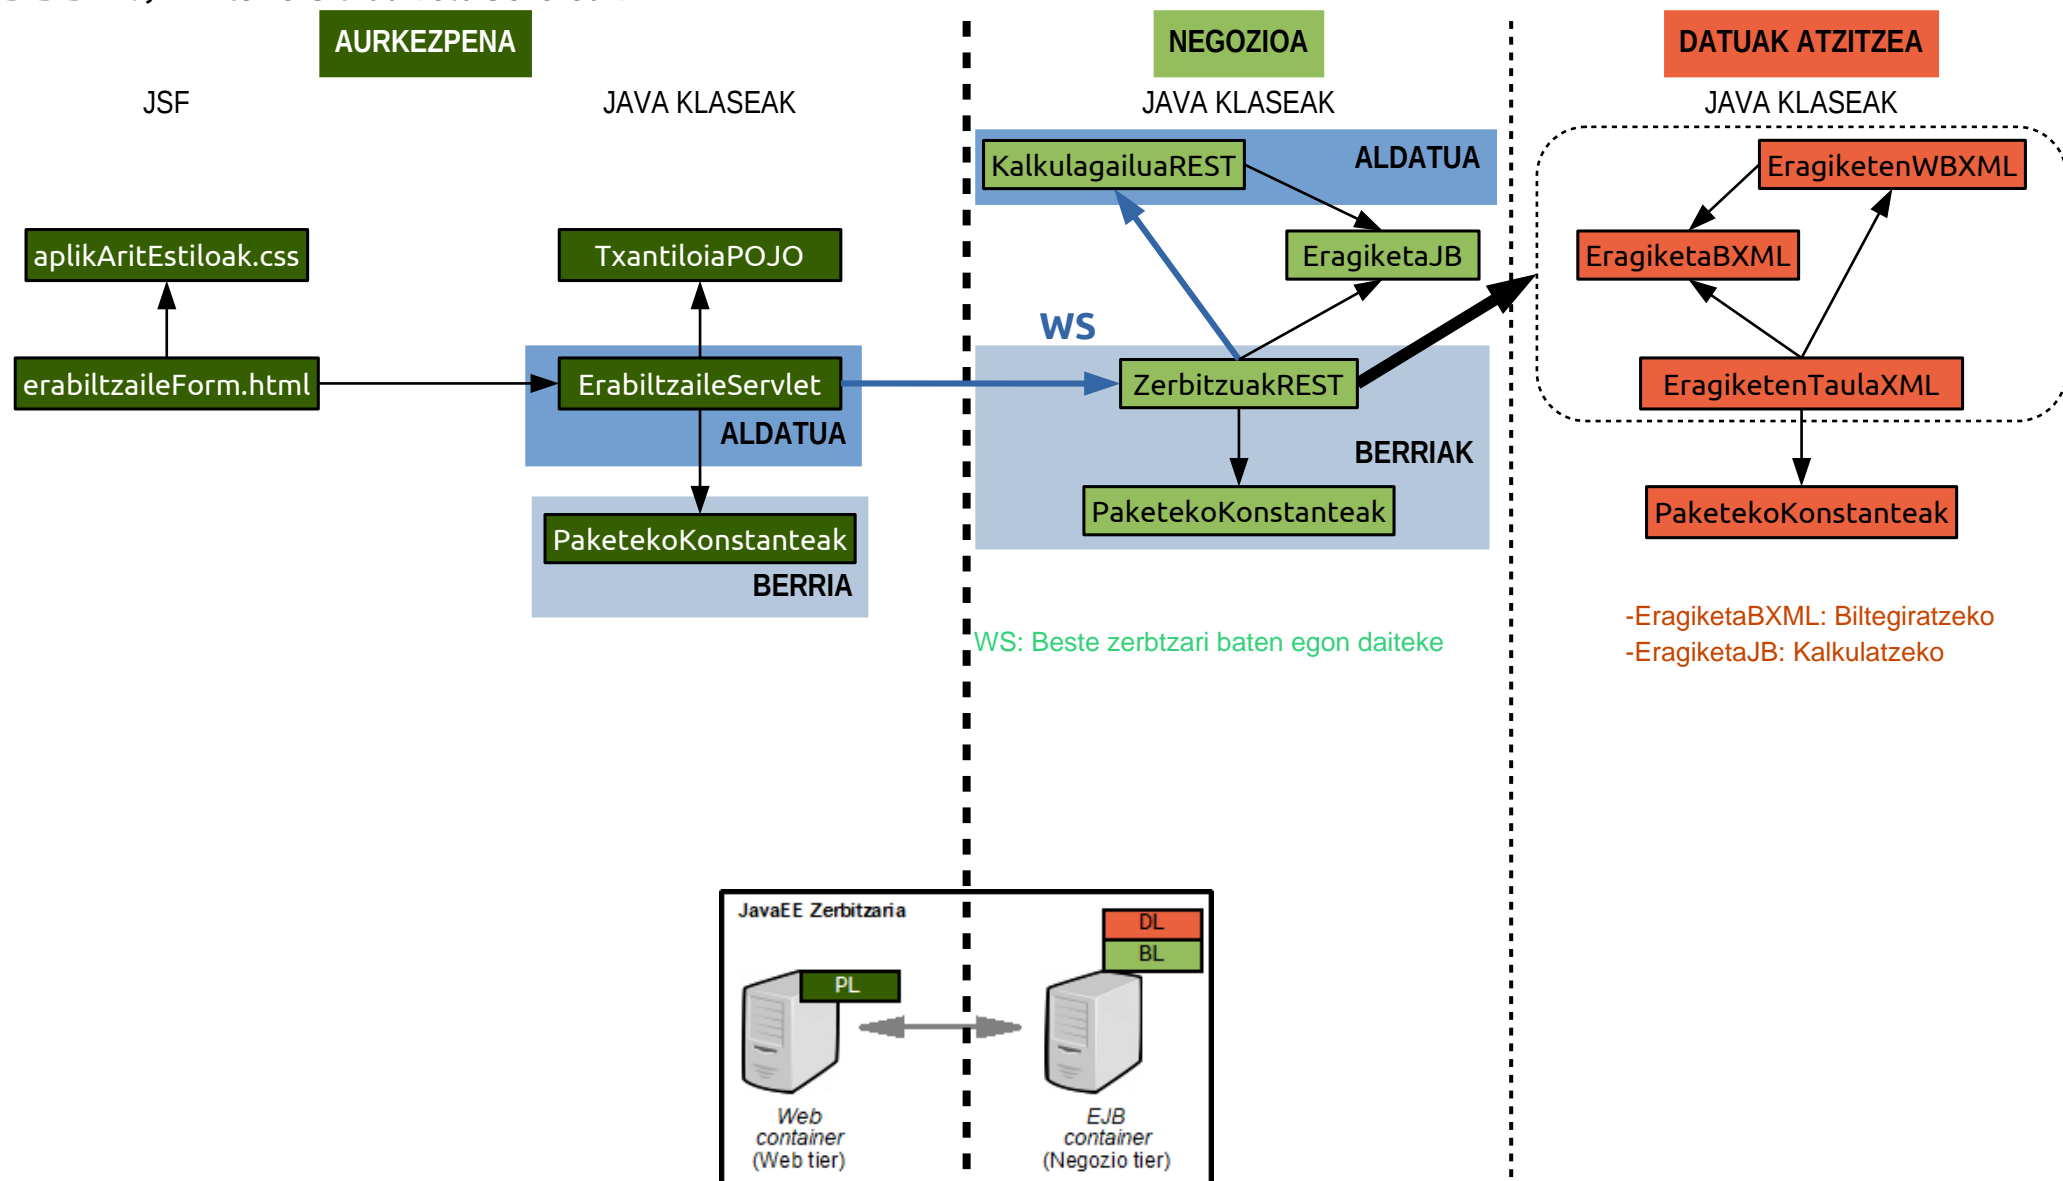 AURKEZPENA
NEGOZIOA
DATUAK ATZITZEA
JSF
JAVA KLASEAK
JAVA KLASEAK
JAVA KLASEAK
KalkulagailuaREST
ALDATUA
EragiketenWBXML
aplikAritEstiloak.css
TxantiloiaPOJO
EragiketaJB
EragiketaBXML
WS
erabiltzaileForm.html
ErabiltzaileServlet
ZerbitzuakREST
EragiketenTaulaXML
ALDATUA
BERRIAK
PaketekoKonstanteak
PaketekoKonstanteak
PaketekoKonstanteak
BERRIA
WS: Beste zerbtzari baten egon daiteke
-EragiketaBXML: Biltegiratzeko
-EragiketaJB: Kalkulatzeko
JavaEE Zerbitzaria
DL
BL
PL
Web
container
(Web tier)
EJB
container
(Negozio tier)